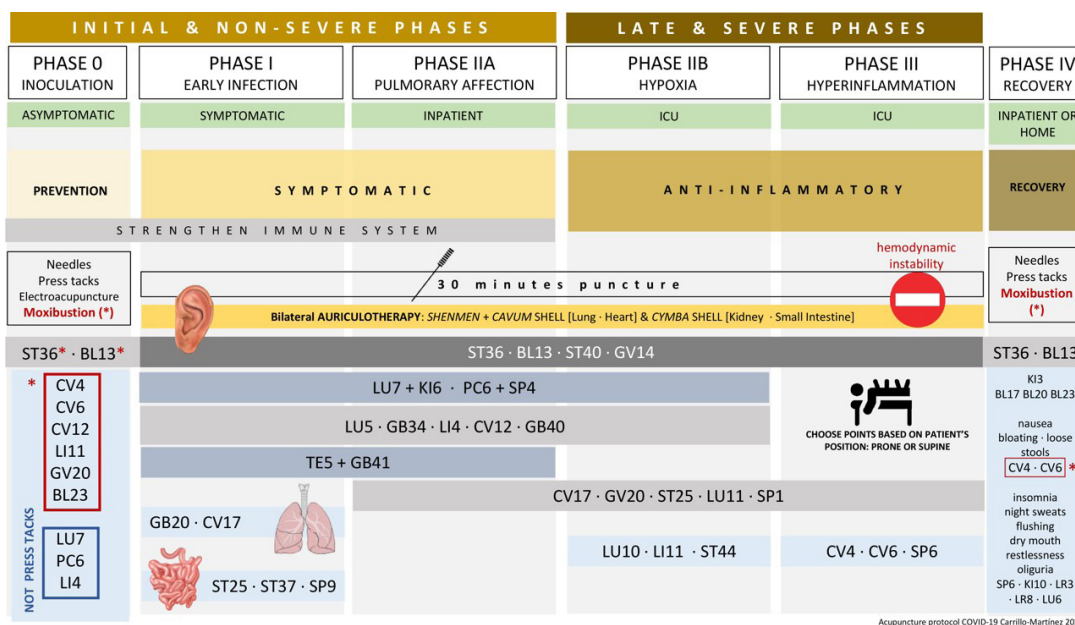 INITIAL & NON-SEVERE PHASES
LATE & SEVERE PHASES
PHASE 0
INOCULATION
PHASE I
EARLY INFECTION
PHASE IIA
PULMORARY AFFECTION
PHASE IIB
HYPOXIA
PHASE III
HYPERINFLAMMATION
PHASE IV
RECOVERY
ASYMPTOMATIC
SYMPTOMATIC
INPATIENT
ICU
ICU
INPATIENT OR
HOME
PREVENTION
SYMPTOMATIC
ANTI-INFLAMMATORY
RECOVERY
STRENGTHEN IMMUNE SYSTEM
Needles
Press tacks
Electroacupuncture
Moxibustion (*)
hemodynamic
instability
30 minutes puncture
Bilateral AURICULOTHERAPY: SHENMEN + CAVUM SHELL [Lung · Heart] & CYMBA SHELL [Kidney · Small Intestine]
Needles
Press tacks
Moxibustion
(*)
ST36* · BL13*
ST36 · BL13 · ST40 · GV14
ST36 · BL13
*
CV4
CV6
CV12
LI11
GV20
BL23
NOT PRESS TACKS
LU7
PC6
LI4
LU7 + KI6 · PC6 + SP4
LU5 · GB34 · LI4 · CV12 · GB40
TE5 + GB41
CV17 · GV20 · ST25 · LU11 · SP1
GB20 · CV17
ST25 · ST37 · SP9
LU10 · LI11 · ST44
CHOOSE POINTS BASED ON PATIENT'S
POSITION: PRONE OR SUPINE
CV4 · CV6 · SP6
KI3
BL17 BL20 BL23
nausea
bloating · loose
stools
CV4 · CV6 *
insomnia
night sweats
flushing
dry mouth
restlessness
oliguria
SP6 · KI10 · LR3
· LR8 · LU6
Acupuncture protocol COVID-19 Carrillo-Martínez